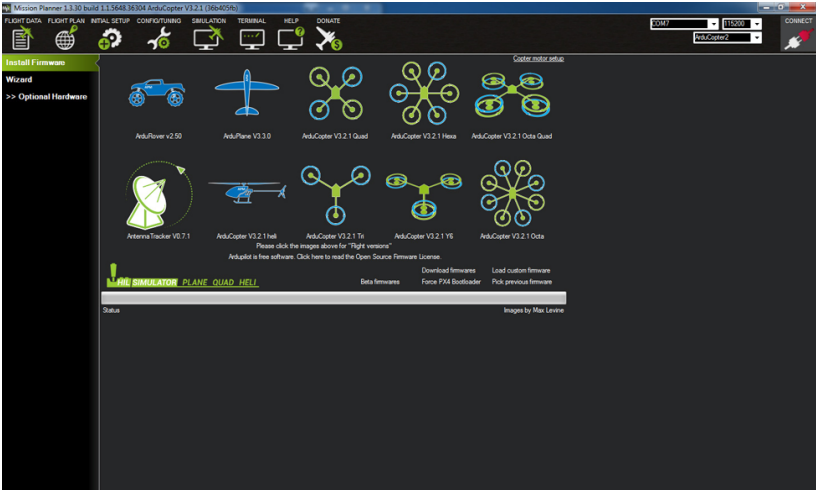 Mission Planner 1.3.30 build 1.1.5648.36304 ArduCopter V3.2.1 (36b405fb)
FLIGHT DATA FLIGHT PLAN INITIAL SETUP CONFIG/TUNING SIMULATION TERMINAL HELP DONATE
COM7 115200 CONNECT
ArduCopter2
Install Firmware
Wizard
>> Optional Hardware
Copter motor setup
ArduRover v2.50 ArduPlane V3.3.0 ArduCopter V3.2.1 Quad ArduCopter V3.2.1 Hexa ArduCopter V3.2.1 Octa Quad
AntennaTracker V0.7.1 ArduCopter V3.2.1 heli ArduCopter V3.2.1 Tri ArduCopter V3.2.1 Y6 ArduCopter V3.2.1 Octa
Please click the images above for "Flight versions"
Ardupilot is free software. Click here to read the Open Source Firmware License.
Download firmwares Load custom firmware
HIL SIMULATOR PLANE QUAD HELI Beta firmwares Force PX4 Bootloader Pick previous firmware
Status Images by Max Levine